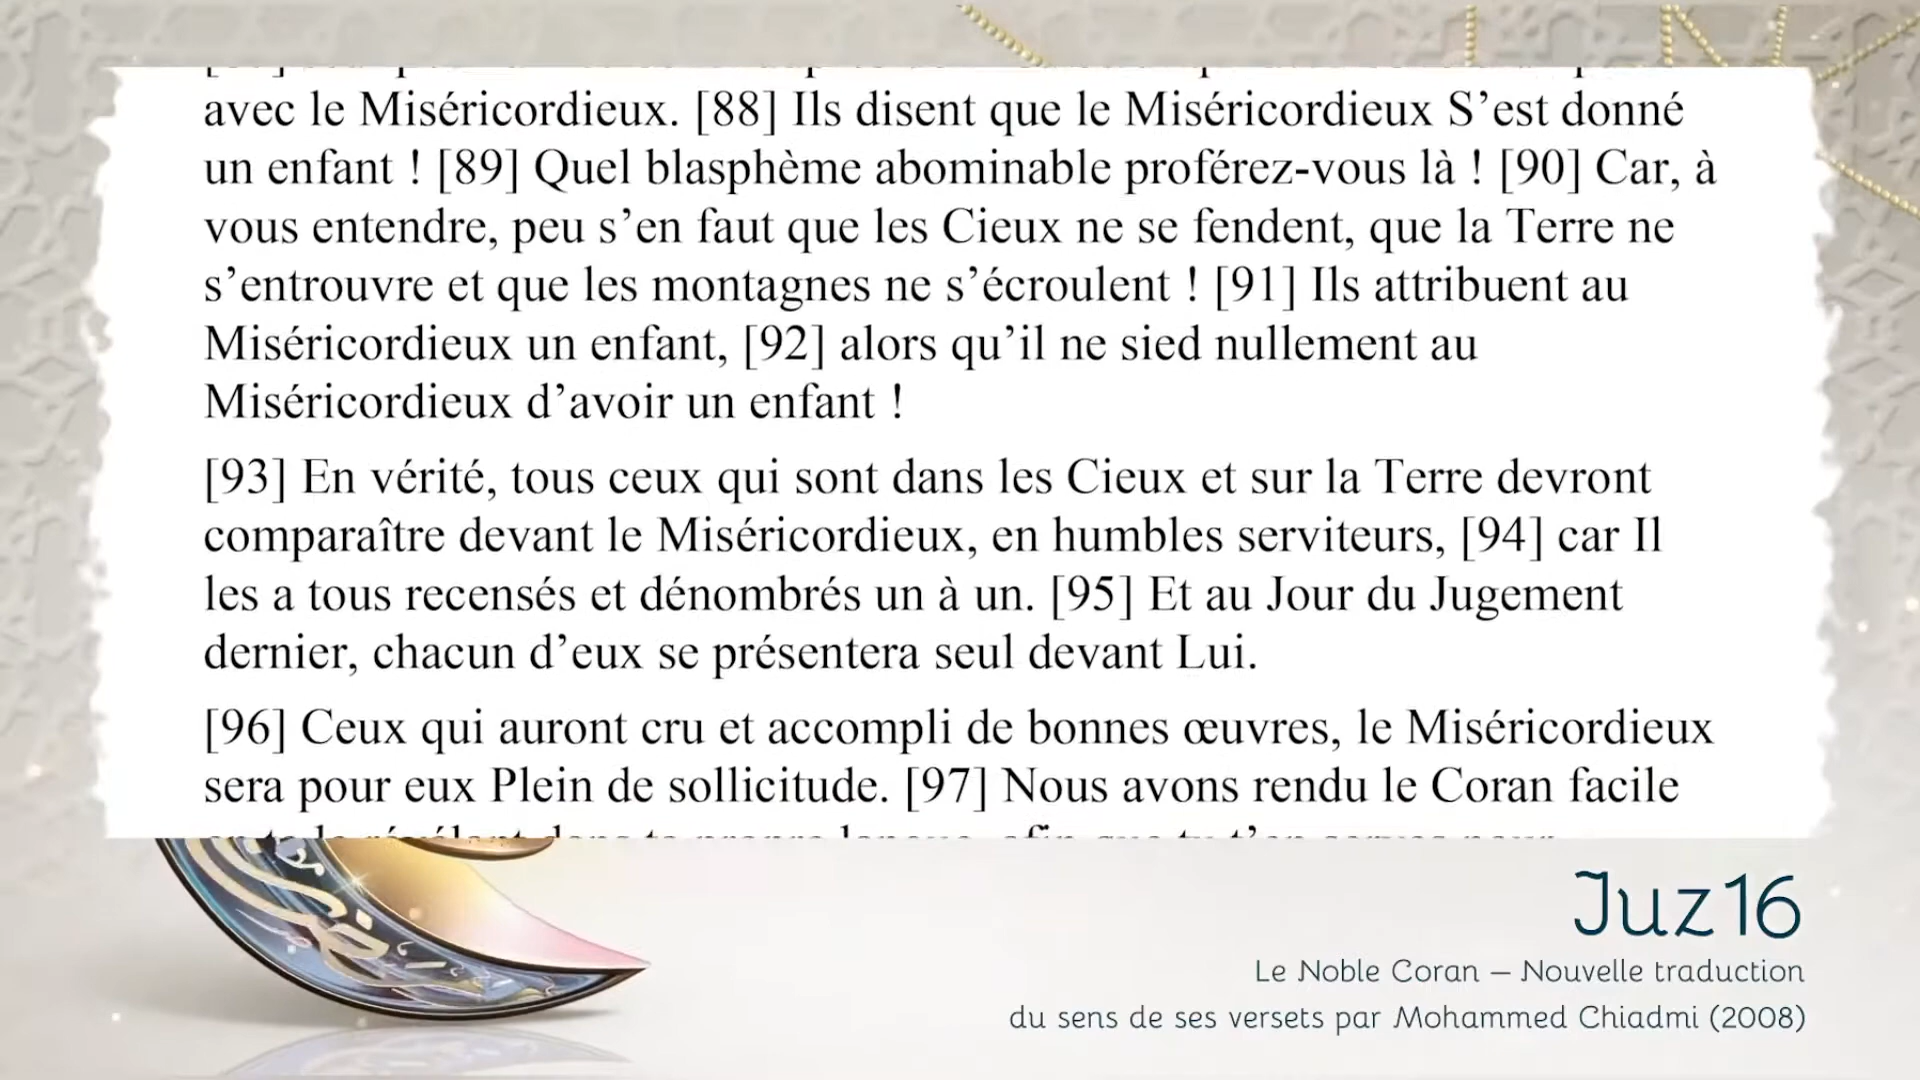 avec le Miséricordieux. [88] Ils disent que le Miséricordieux S’est donné
un enfant ! [89] Quel blasphème abominable proférez-vous là ! [90] Car, à
vous entendre, peu s’en faut que les Cieux ne se fendent, que la Terre ne
s’entrouvre et que les montagnes ne s’écroulent ! [91] Ils attribuent au
Miséricordieux un enfant, [92] alors qu’il ne sied nullement au
Miséricordieux d’avoir un enfant !
[93] En vérité, tous ceux qui sont dans les Cieux et sur la Terre devront
comparaître devant le Miséricordieux, en humbles serviteurs, [94] car Il
les a tous recensés et dénombrés un à un. [95] Et au Jour du Jugement
dernier, chacun d’eux se présentera seul devant Lui.
[96] Ceux qui auront cru et accompli de bonnes œuvres, le Miséricordieux
sera pour eux Plein de sollicitude. [97] Nous avons rendu le Coran facile
Juz 16
Le Noble Coran – Nouvelle traduction
du sens de ses versets par Mohammed Chiadmi (2008)